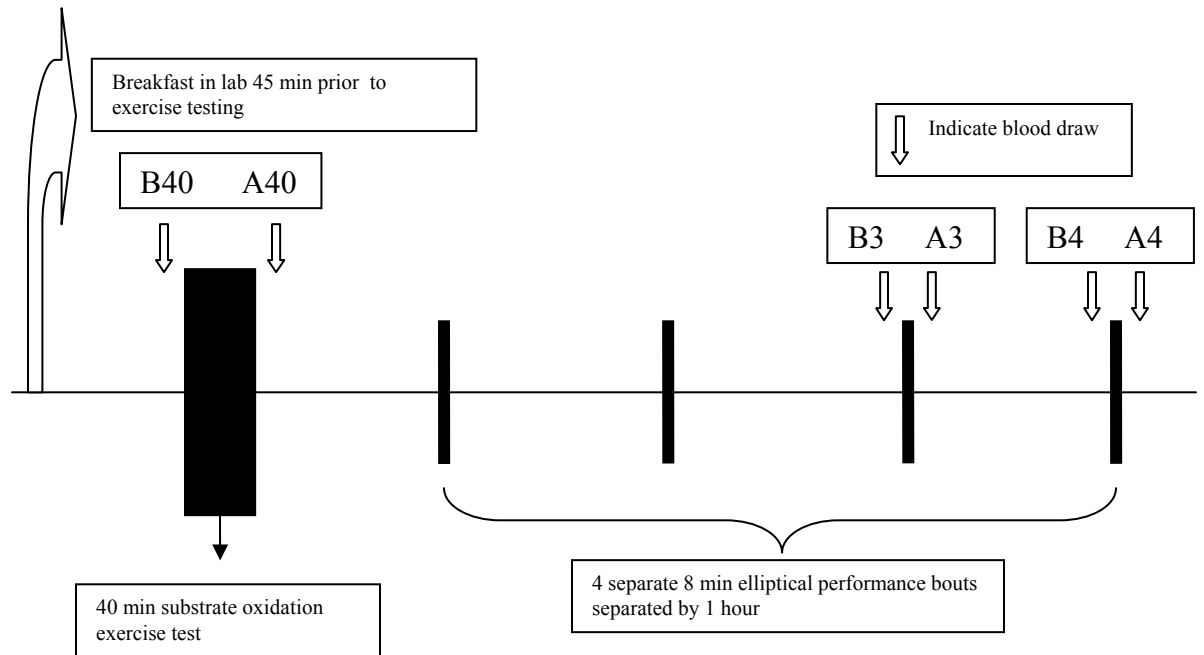 Breakfast in lab 45 min prior to
exercise testing
Indicate blood draw
B40 A40
B3 A3
B4 A4
4 separate 8 min elliptical performance bouts
separated by 1 hour
40 min substrate oxidation
exercise test